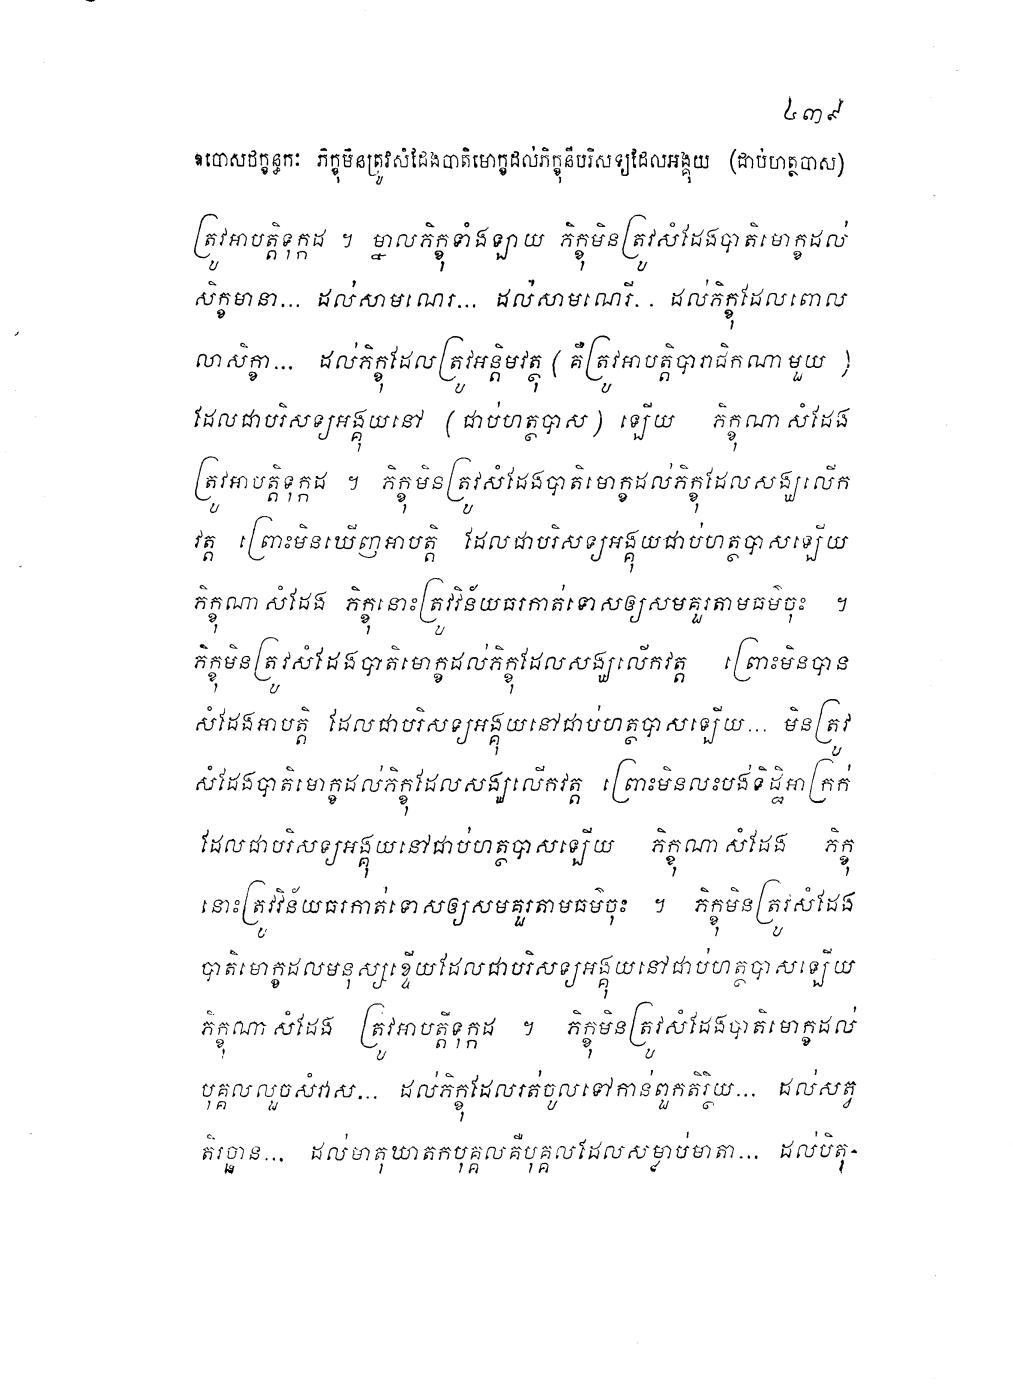 ៤៣៩
ឧបោសថក្ខន្ធកៈ ភិក្ខុមិនត្រូវសំដែងបាតិមោក្ខដល់ភិក្ខុនីបរិសទ្យដែលអង្គុយ (ជាប់ហត្ថបាស)
ត្រូវអាបត្តិទុក្កដ ។ ម្នាលភិក្ខុទាំងឡាយ ភិក្ខុមិនត្រូវសំដែងបាតិមោក្ខដល់
សិក្ខមានា... ដល់សាមណេរ... ដល់សាមណេរី.. ដល់ភិក្ខុដែលពោល
លាសិក្ខា... ដល់ភិក្ខុដែលត្រូវអន្តិមវត្ថុ (គឺត្រូវអាបត្តិបារាជិកណាមួយ)
ដែលជាបរិសទ្យអង្គុយនៅ (ជាប់ហត្ថបាស) ឡើយ ភិក្ខុណាសំដែង
ត្រូវអាបត្តិទុក្កដ ។ ភិក្ខុមិនត្រូវសំដែងបាតិមោក្ខដល់ភិក្ខុដែលសង្ឃលើក
វត្ត ព្រោះមិនឃើញអាបត្តិ ដែលជាបរិសទ្យអង្គុយជាប់ហត្ថបាសឡើយ
ភិក្ខុណាសំដែង ភិក្ខុនោះត្រូវវិន័យធរកាត់ទោសឲ្យសមគួរតាមធម៌ចុះ ។
ភិក្ខុមិនត្រូវសំដែងបាតិមោក្ខដល់ភិក្ខុដែលសង្ឃលើកវត្ត ព្រោះមិនបាន
សំដែងអាបត្តិ ដែលជាបរិសទ្យអង្គុយនៅជាប់ហត្ថបាសឡើយ... មិនត្រូវ
សំដែងបាតិមោក្ខដល់ភិក្ខុដែលសង្ឃលើកវត្ត ព្រោះមិនលះបង់ទិដ្ឋិអាក្រក់
ដែលជាបរិសទ្យអង្គុយនៅជាប់ហត្ថបាសឡើយ ភិក្ខុណាសំដែង ភិក្ខុ
នោះត្រូវវិន័យធរកាត់ទោសឲ្យសមគួរតាមធម៌ចុះ ។ ភិក្ខុមិនត្រូវសំដែង
បាតិមោក្ខដលមនុស្សខ្ទើយដែលជាបរិសទ្យអង្គុយនៅជាប់ហត្ថបាសឡើយ
ភិក្ខុណាសំដែង ត្រូវអាបត្តិទុក្កដ ។ ភិក្ខុមិនត្រូវសំដែងបាតិមោក្ខដល់
បុគ្គលលួចសំវាស... ដល់ភិក្ខុដែលរត់ចូលទៅកាន់ពួកតិរ្ថិយ... ដល់សត្វ
តិរច្ឆាន... ដល់មាតុឃាតកបុគ្គលគឺបុគ្គលដែលសម្លាប់មាតា... ដល់បិតុ-